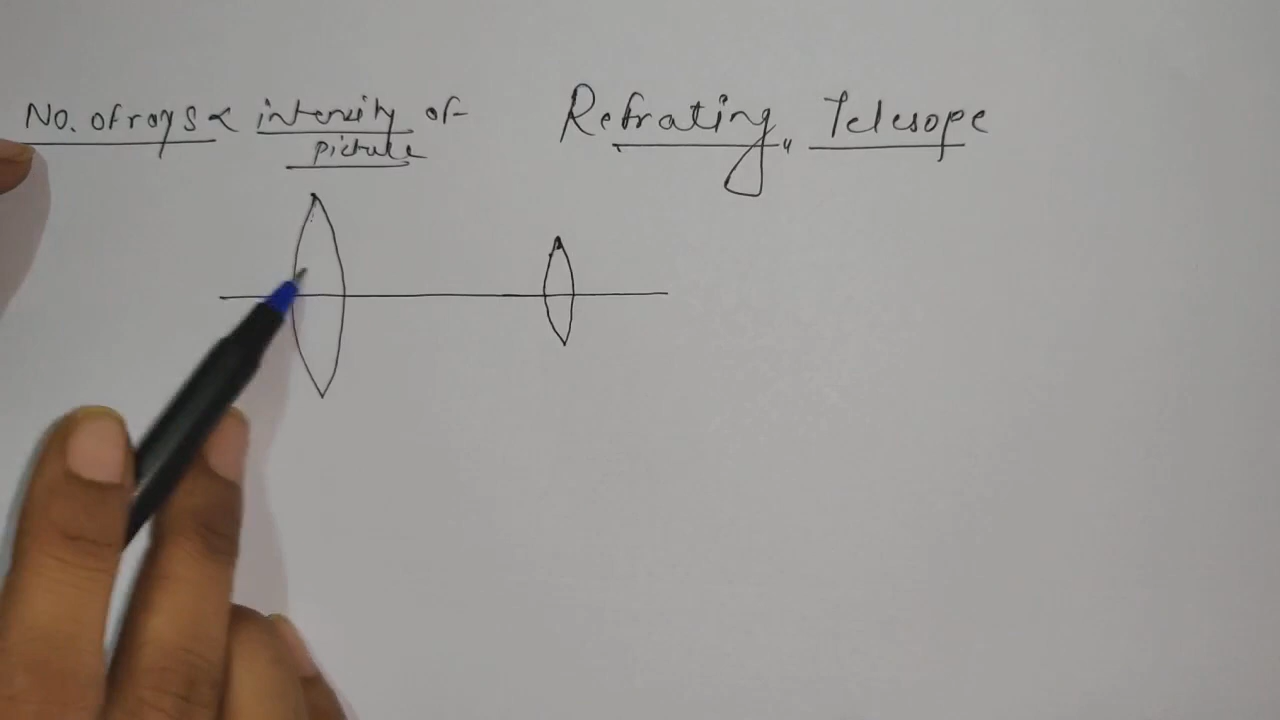 No. of rays ∝ intensity of
picture
Refrating Telesope